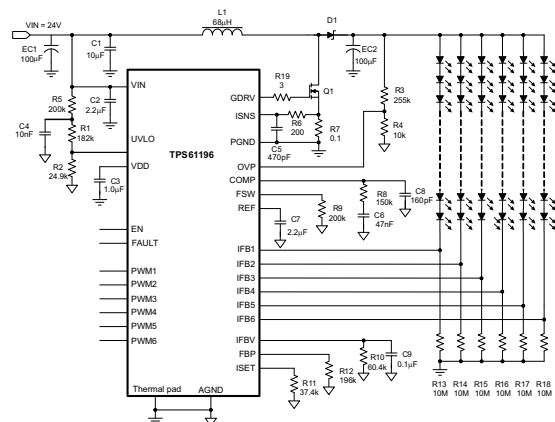 VIN = 24V
L1
68μH
D1
EC1
100μF
C1
10μF
EC2
100μF
R5
200k
C2
2.2μF
C4
10nF
R1
182k
R2
24.9k
C3
1.0μF
VIN
UVLO
VDD
TPS61196
EN
FAULT
PWM1
PWM2
PWM3
PWM4
PWM5
PWM6
Thermal pad
AGND
GDRV
ISNS
PGND
OVP
COMP
FSW
REF
IFB1
IFB2
IFB3
IFB4
IFB5
IFB6
IFBV
FBP
ISET
R19
3
Q1
R6
200
C5
470pF
R7
0.1
R3
255k
R4
10k
R8
150k
C8
160pF
C6
47nF
R9
200k
C7
2.2μF
R10
60.4k
C9
0.1μF
R12
196k
R11
37.4k
R13 R14 R15 R16 R17 R18
10M 10M 10M 10M 10M 10M